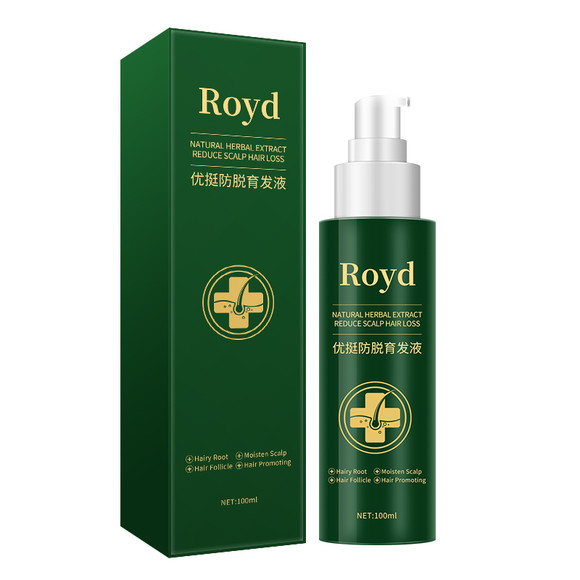 Royd
NATURAL HERBAL EXTRACT
REDUCE SCALP HAIR LOSS
优挺防脱育发液
Hairy Root Moisten Scalp
Hair Follicle Hair Promoting
NET:100ml
Royd
NATURAL HERBAL EXTRACT
REDUCE SCALP HAIR LOSS
优挺防脱育发液
Hairy Root Moisten Scalp
Hair Follicle Hair Promoting
NET:100ml